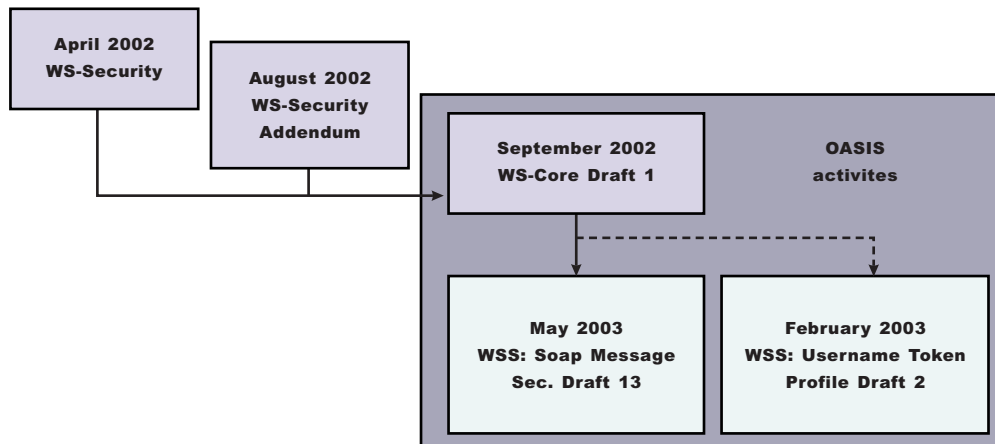 April 2002
WS-Security
August 2002
WS-Security
Addendum
September 2002
WS-Core Draft 1
OASIS
activites
May 2003
WSS: Soap Message
Sec. Draft 13
February 2003
WSS: Username Token
Profile Draft 2